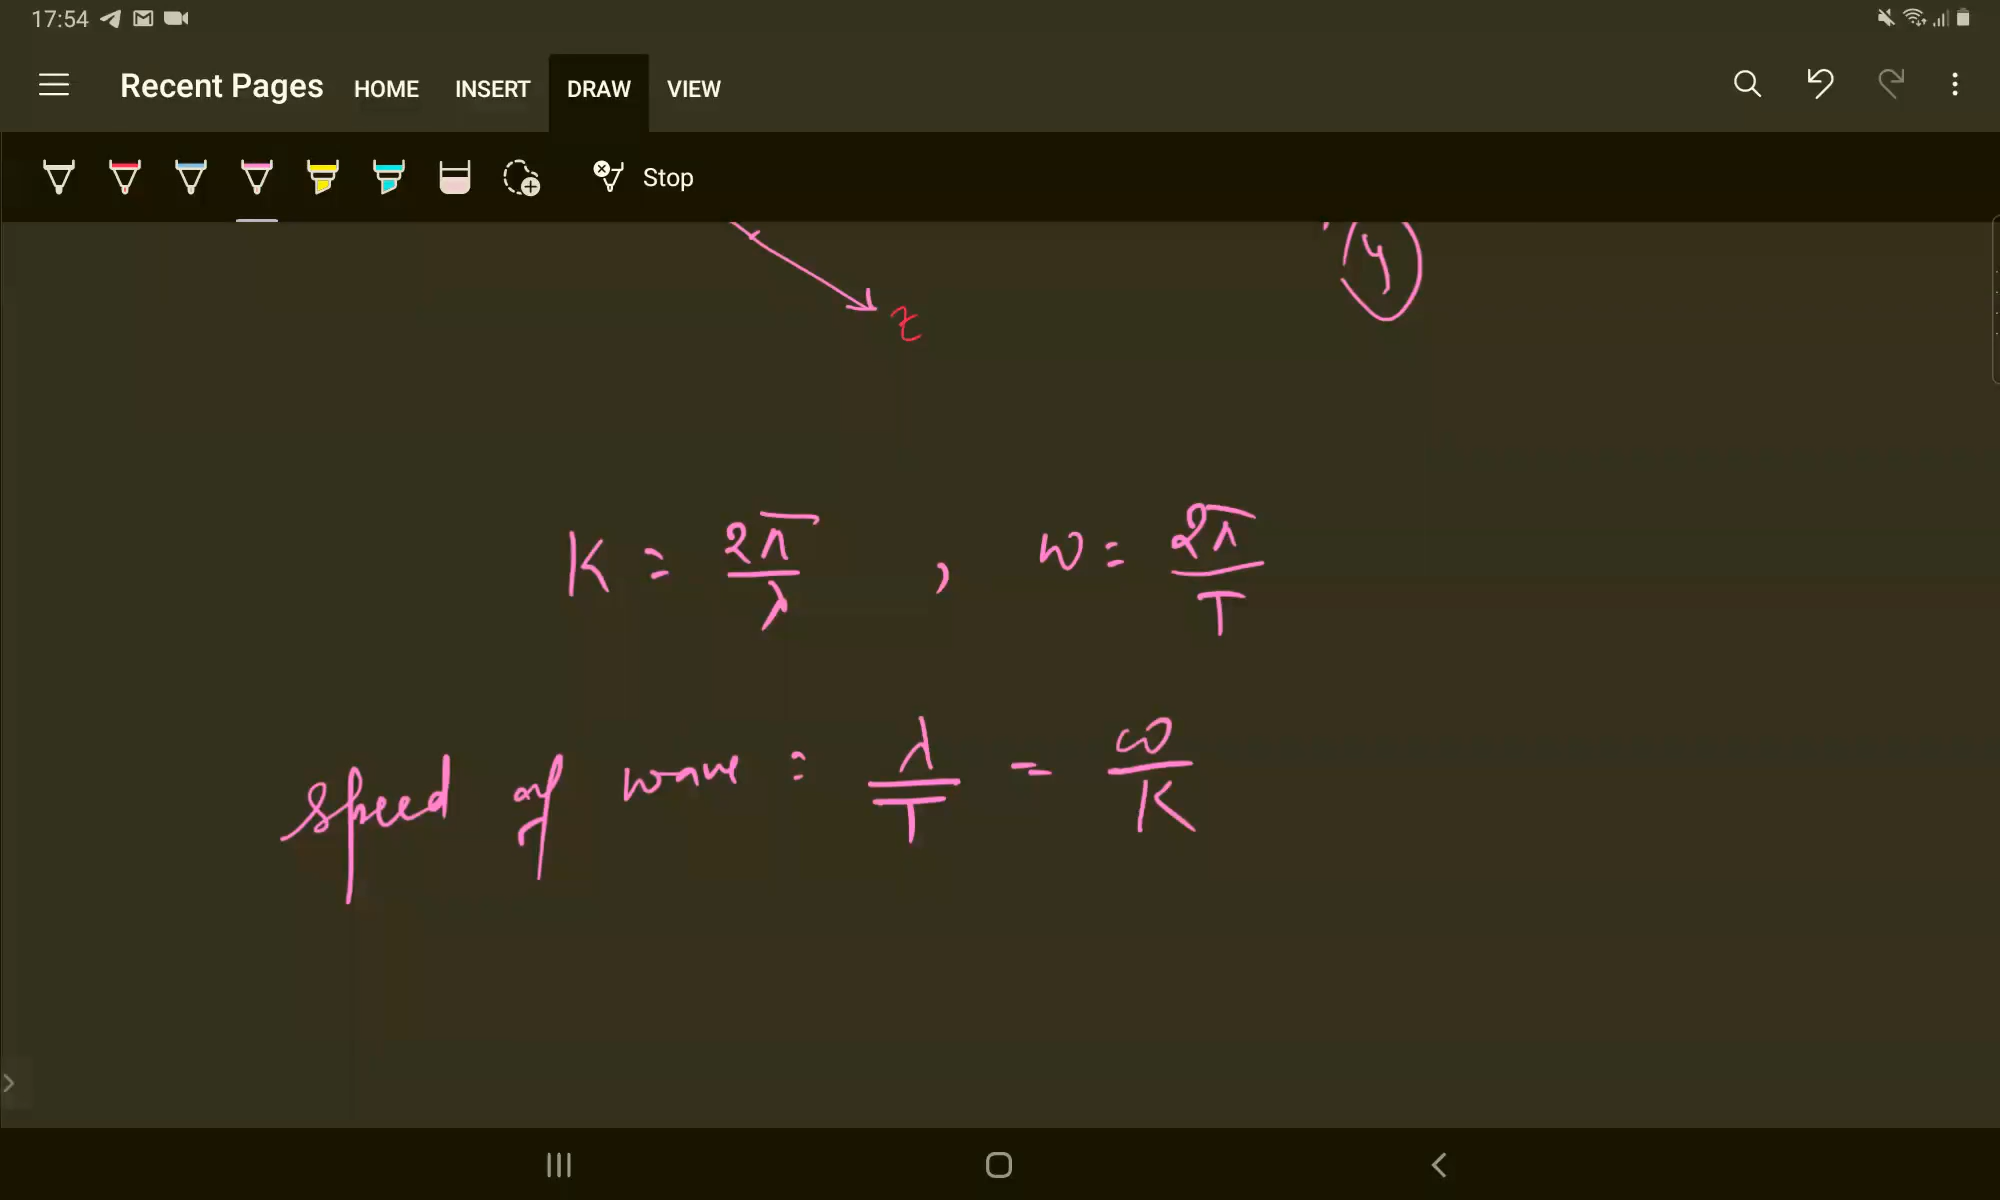 17:54
Recent Pages HOME INSERT DRAW VIEW
Stop
y
z
K = 2π/λ , ω = 2π/T
speed of wave = λ/T = ω/K